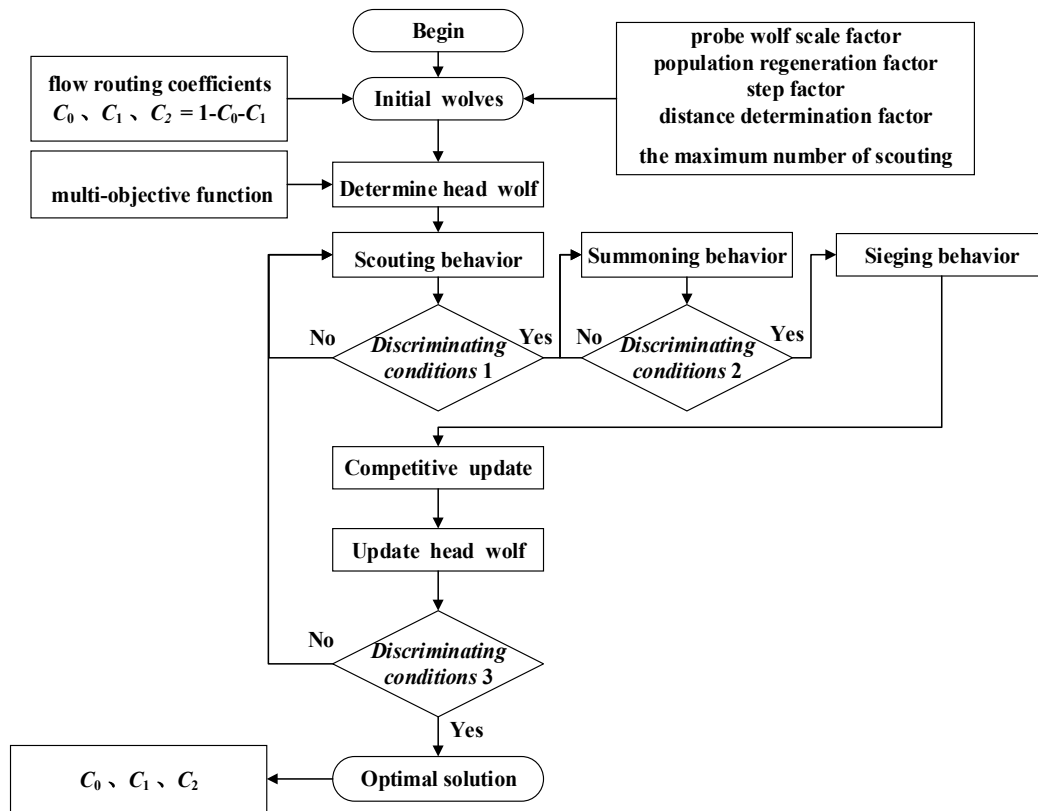 Begin
flow routing coefficients
C₀ 、 C₁ 、 C₂ = 1-C₀-C₁
Initial wolves
probe wolf scale factor
population regeneration factor
step factor
distance determination factor
the maximum number of scouting
multi-objective function
Determine head wolf
Scouting behavior
Summoning behavior
Sieging behavior
No
Discriminating
conditions 1
Yes
No
Discriminating
conditions 2
Yes
Competitive update
Update head wolf
No
Discriminating
conditions 3
Yes
Optimal solution
C₀ 、 C₁ 、 C₂